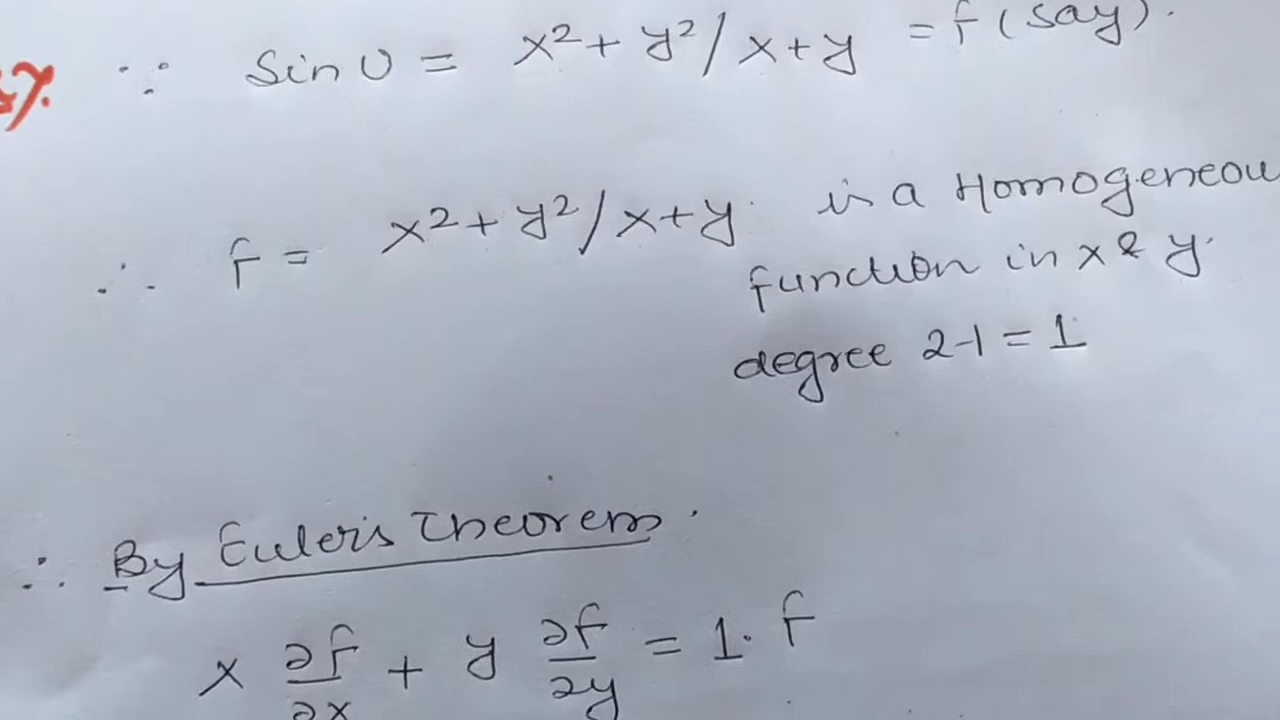 ∵ Sin U = x²+ y²/x+y = f (say).
∴ f = x²+ y²/x+y is a Homogeneou
function in x & y.
degree 2-1 = 1
∴ By Euler's Theorem.
x ∂f/∂x + y ∂f/∂y = 1. f